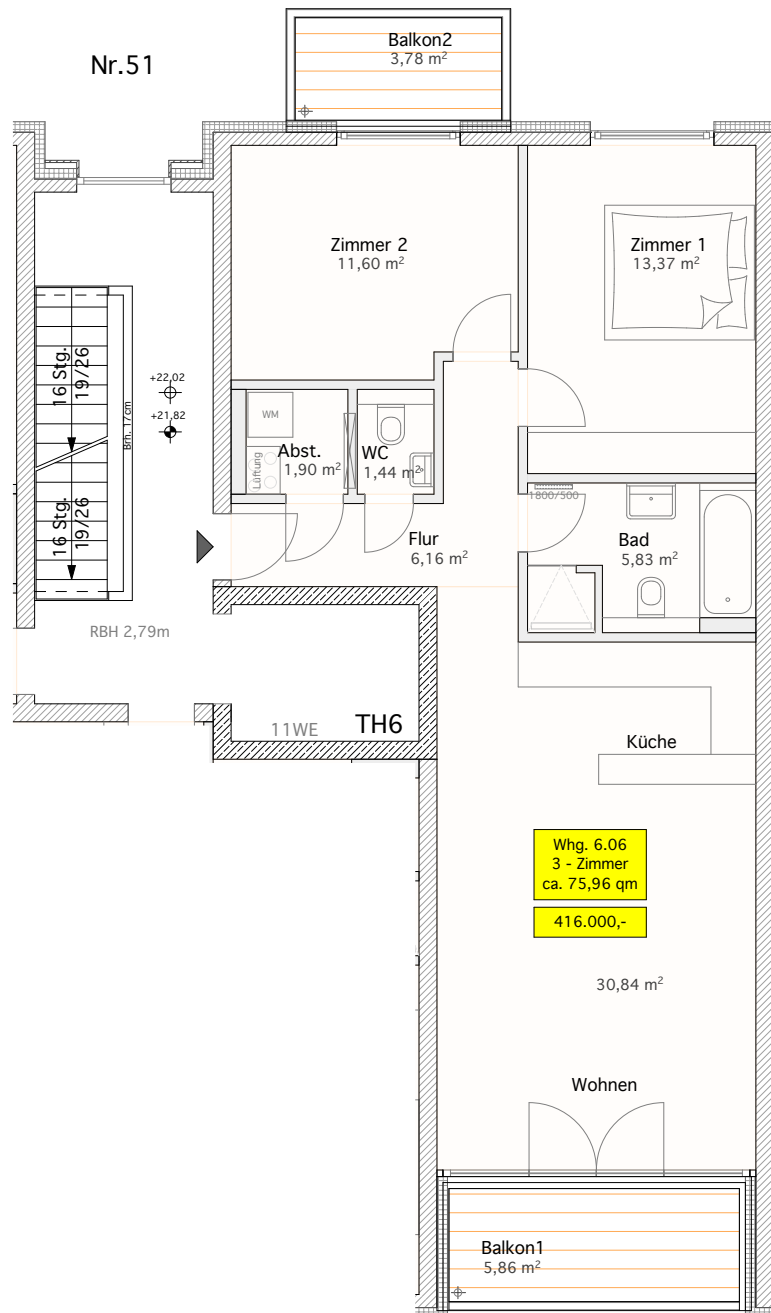 Nr.51
Balkon2
3,78 m²
Zimmer 2
11,60 m²
Zimmer 1
13,37 m²
16 Stg.
19/26
16 Stg.
19/26
Brh. 17cm
+22,02
+21,82
WM
Lüftung
Abst.
1,90 m²
WC
1,44 m²
1800/500
Flur
6,16 m²
Bad
5,83 m²
RBH 2,79m
11WE
TH6
Küche
Whg. 6.06
3 - Zimmer
ca. 75,96 qm
416.000,-
30,84 m²
Wohnen
Balkon1
5,86 m²